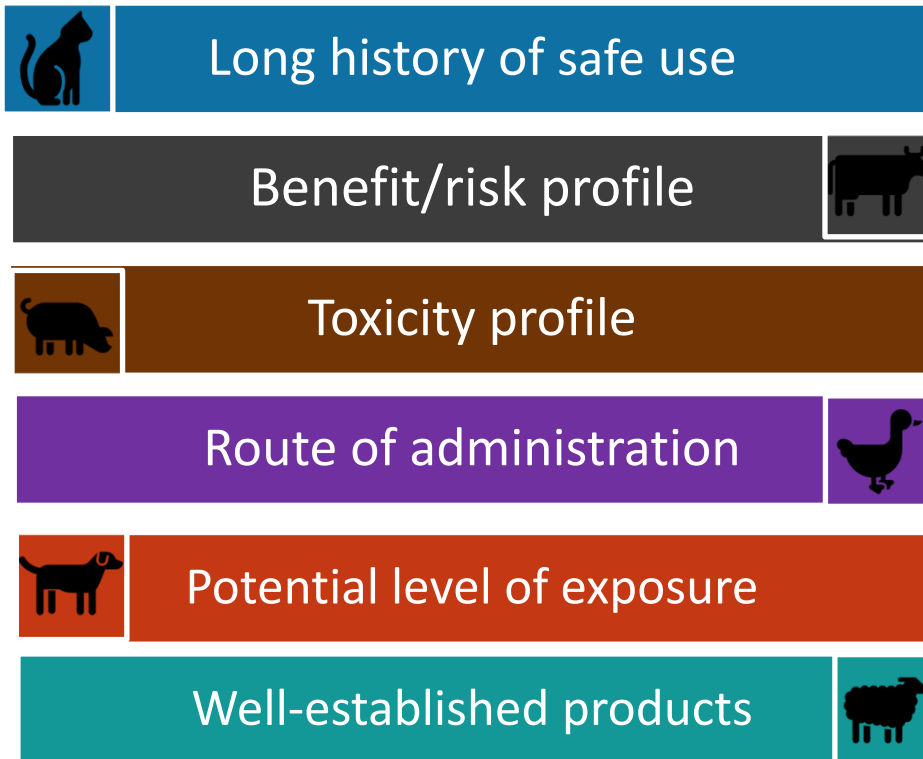 Long history of safe use
Benefit/risk profile
Toxicity profile
Route of administration
Potential level of exposure
Well-established products